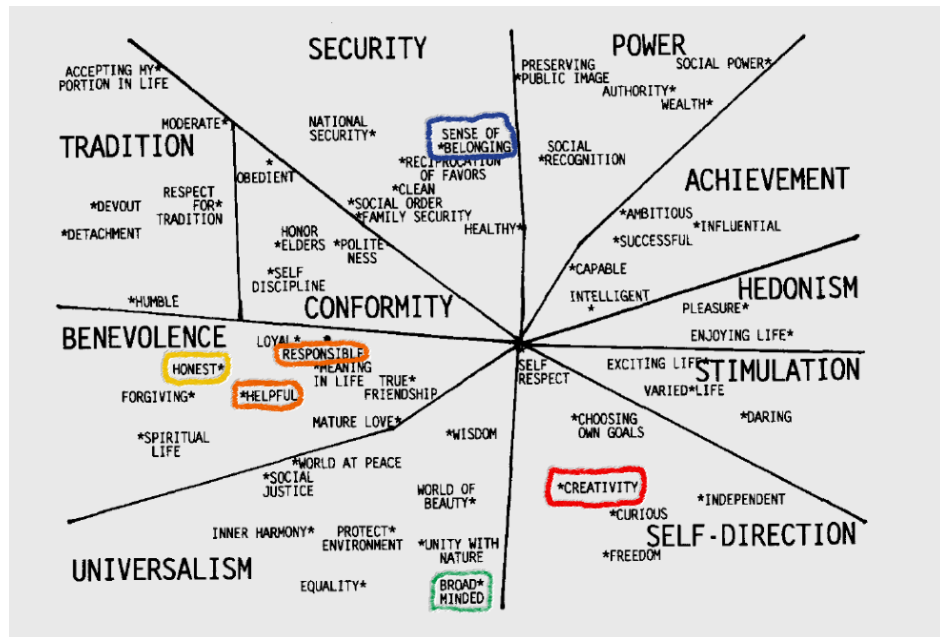 SECURITY
POWER
ACCEPTING MY*
PORTION IN LIFE
PRESERVING
*PUBLIC IMAGE
SOCIAL POWER*
AUTHORITY*
WEALTH*
MODERATE*
NATIONAL
SECURITY*
SENSE OF
*BELONGING
TRADITION
*
OBEDIENT
*RECIPROCATION
OF FAVORS
SOCIAL
*RECOGNITION
*CLEAN
ACHIEVEMENT
RESPECT
FOR*
TRADITION
*DEVOUT
*SOCIAL ORDER
*FAMILY SECURITY
*AMBITIOUS
*INFLUENTIAL
*DETACHMENT
HONOR
*ELDERS
*POLITE-
NESS
HEALTHY*
*SUCCESSFUL
*SELF
DISCIPLINE
*CAPABLE
HEDONISM
*HUMBLE
CONFORMITY
INTELLIGENT
*
PLEASURE*
BENEVOLENCE
LOYAL*
*
RESPONSIBLE
ENJOYING LIFE*
HONEST*
*MEANING
IN LIFE
SELF
RESPECT
EXCITING LIFE*
STIMULATION
FORGIVING*
*HELPFUL
TRUE*
FRIENDSHIP
VARIED*LIFE
MATURE LOVE*
*CHOOSING
OWN GOALS
*DARING
*SPIRITUAL
LIFE
*WISDOM
*WORLD AT PEACE
*SOCIAL
JUSTICE
WORLD OF
BEAUTY*
*CREATIVITY
*INDEPENDENT
*CURIOUS
INNER HARMONY*
PROTECT*
ENVIRONMENT
*UNITY WITH
NATURE
SELF-DIRECTION
*FREEDOM
UNIVERSALISM
EQUALITY*
BROAD*
MINDED